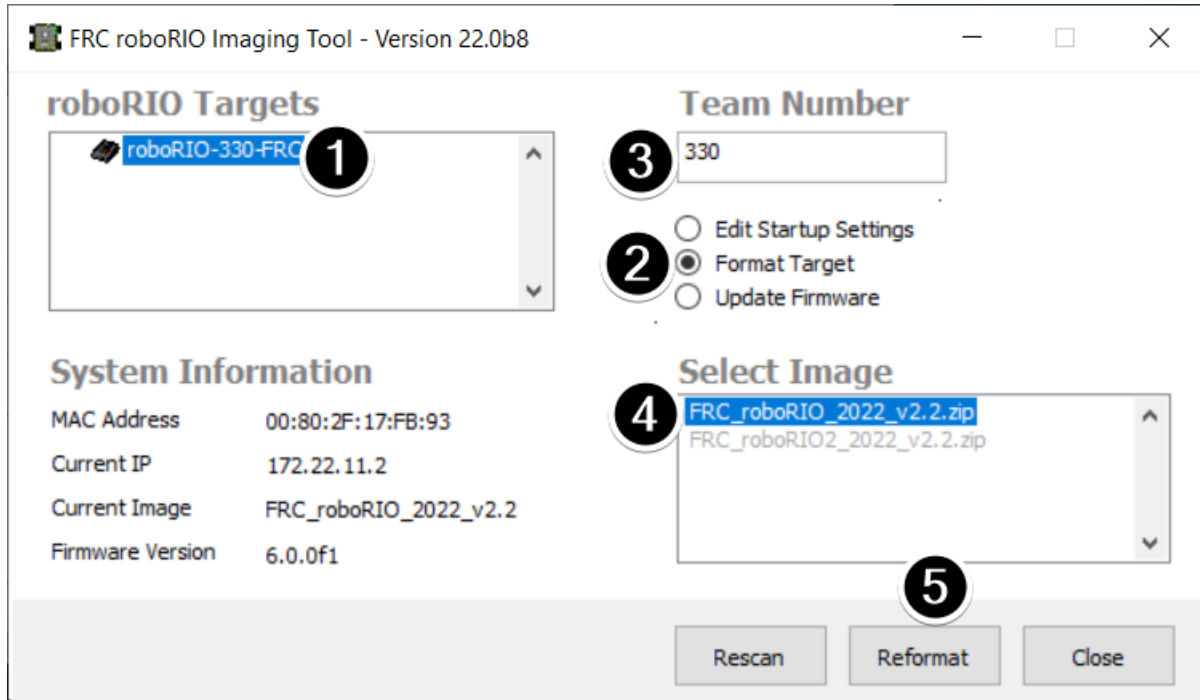 FRC roboRIO Imaging Tool - Version 22.0b8
roboRIO Targets
roboRIO-330-FRC
1
Team Number
3
330
Edit Startup Settings
2
Format Target
Update Firmware
System Information
MAC Address 00:80:2F:17:FB:93
Current IP 172.22.11.2
Current Image FRC_roboRIO_2022_v2.2
Firmware Version 6.0.0f1
Select Image
4
FRC_roboRIO_2022_v2.2.zip
FRC_roboRIO2_2022_v2.2.zip
5
Rescan Reformat Close